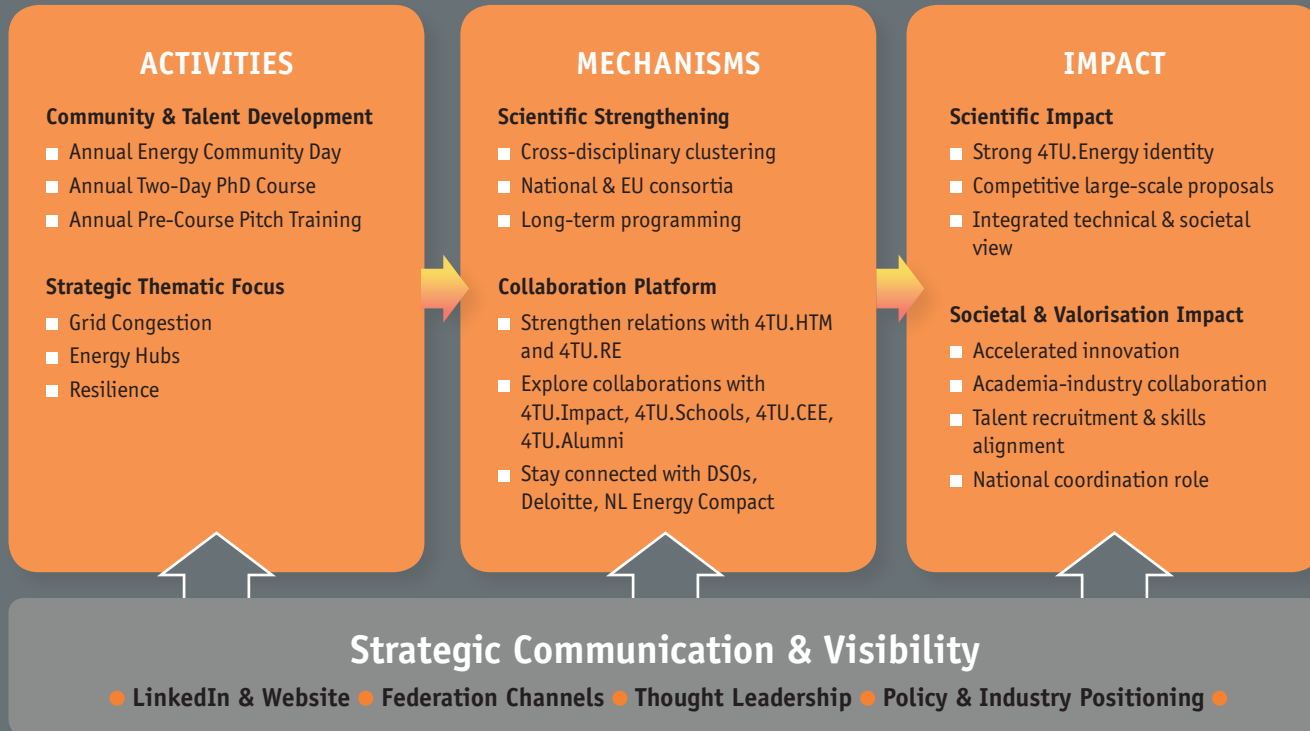 ACTIVITIES
Community & Talent Development
Annual Energy Community Day
Annual Two-Day PhD Course
Annual Pre-Course Pitch Training
Strategic Thematic Focus
Grid Congestion
Energy Hubs
Resilience
MECHANISMS
Scientific Strengthening
Cross-disciplinary clustering
National & EU consortia
Long-term programming
Collaboration Platform
Strengthen relations with 4TU.HTM
and 4TU.RE
Explore collaborations with
4TU.Impact, 4TU.Schools, 4TU.CEE,
4TU.Alumni
Stay connected with DSOs,
Deloitte, NL Energy Compact
IMPACT
Scientific Impact
Strong 4TU.Energy identity
Competitive large-scale proposals
Integrated technical & societal
view
Societal & Valorisation Impact
Accelerated innovation
Academia-industry collaboration
Talent recruitment & skills
alignment
National coordination role
Strategic Communication & Visibility
LinkedIn & Website ● Federation Channels ● Thought Leadership ● Policy & Industry Positioning